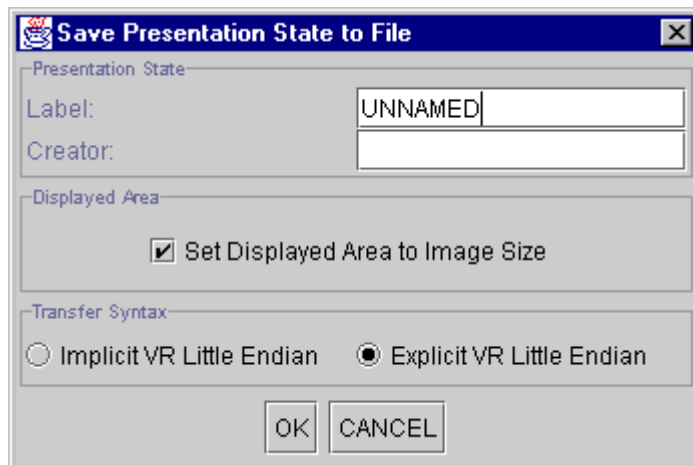 Save Presentation State to File
Presentation State
Label: UNNAMED
Creator:
Displayed Area
Set Displayed Area to Image Size
Transfer Syntax
Implicit VR Little Endian Explicit VR Little Endian
OK CANCEL